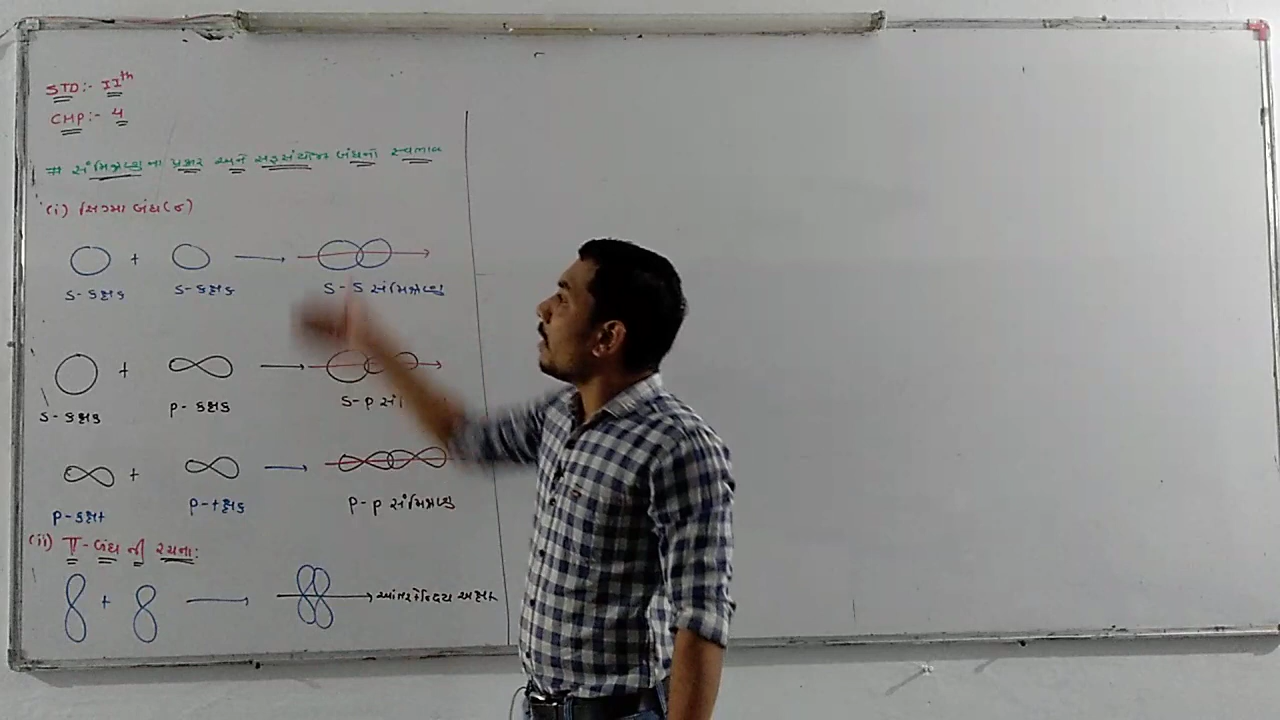 STD:- 11th
CHP:- 4
# સંમિશ્રણ ના પ્રકાર અને સહસંયોજક બંધનો સ્વભાવ
(i) સિગ્મા બંધ(σ)
+ →
s-કક્ષક s-કક્ષક s-s સંમિશ્રણ
+ →
s-કક્ષક p-કક્ષક s-p સં
+ →
p-કક્ષક p-કક્ષક p-p સંમિશ્રણ
(ii) π-બંધ ની રચના:
+ → → આંતરકેન્દ્રિય અક્ષ